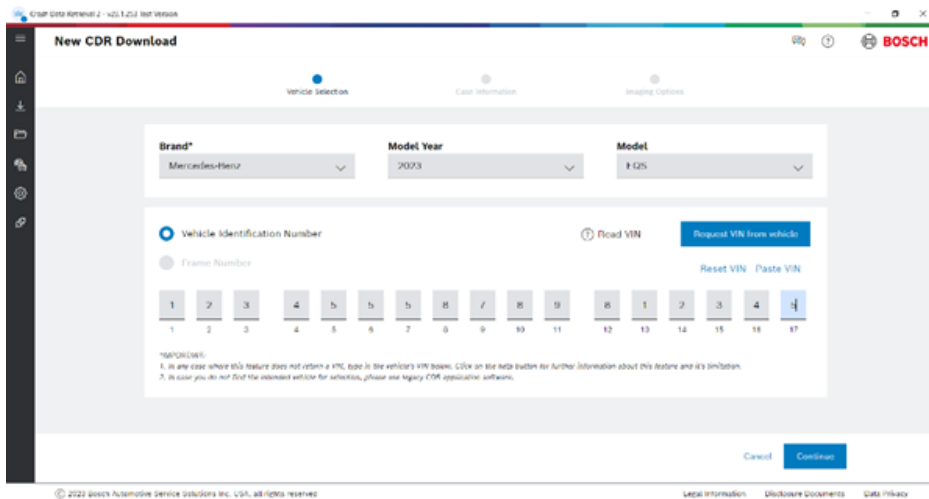 Crash Data Retrieval 2 - v23.1.253 Test Version
New CDR Download
BOSCH
Vehicle Selection
Case Information
Imaging Options
Brand*
Model Year
Model
Mercedes-Benz
2023
EQS
Vehicle Identification Number
? Read VIN
Request VIN from vehicle
Frame Number
Reset VIN Paste VIN
1 2 3 4 5 5 5 8 7 8 9 8 1 2 3 4 5
1 2 3 4 5 6 7 8 9 10 11 12 13 14 15 16 17
*IMPORTANT:
1. In any case where this feature does not return a VIN, type in the vehicle's VIN below. Click on the help button for further information about this feature and it's limitation.
2. In case you do not find the intended vehicle for selection, please use legacy CDR application software.
Cancel
Continue
© 2023 Bosch Automotive Service Solutions Inc. USA, all rights reserved
Legal Information Disclosure Documents Data Privacy